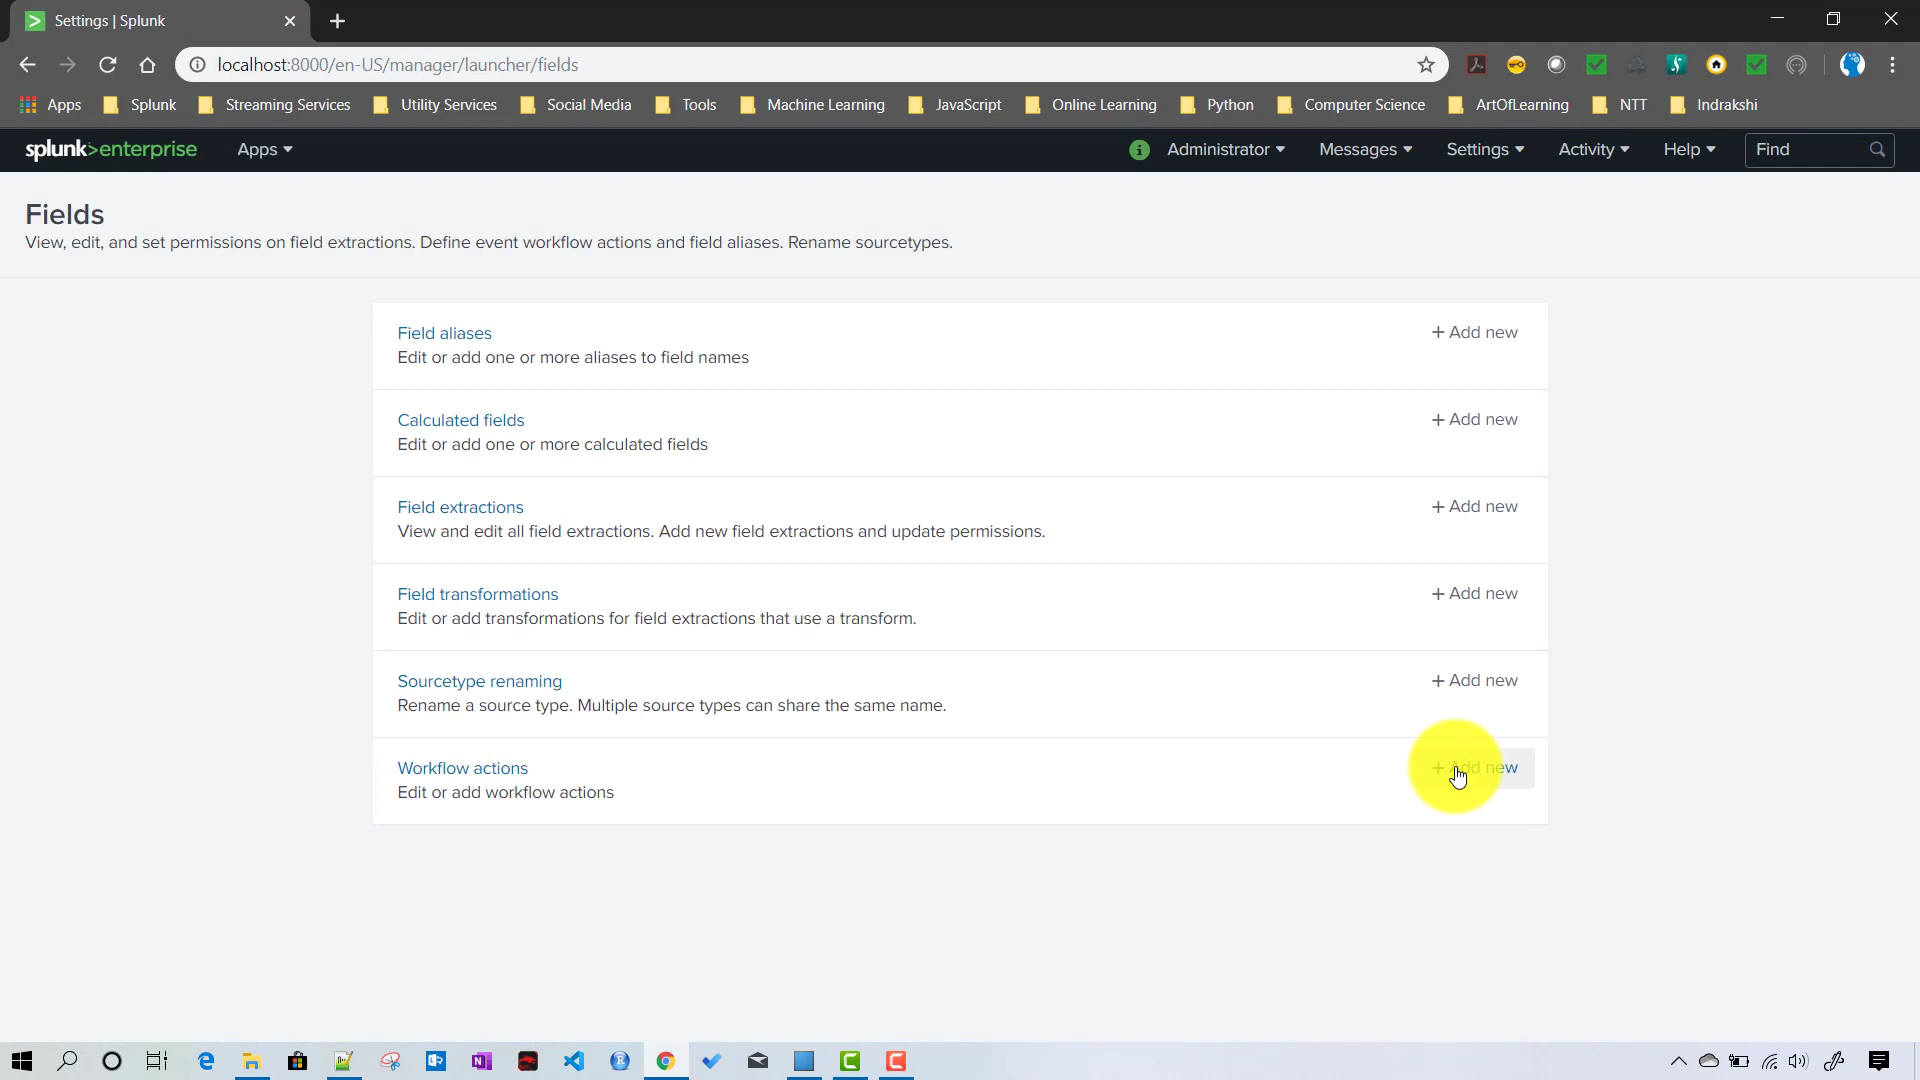 Settings | Splunk
localhost:8000/en-US/manager/launcher/fields
Apps Splunk Streaming Services Utility Services Social Media Tools Machine Learning JavaScript Online Learning Python Computer Science ArtOfLearning NTT Indrakshi
splunk>enterprise Apps Administrator Messages Settings Activity Help Find
Fields
View, edit, and set permissions on field extractions. Define event workflow actions and field aliases. Rename sourcetypes.
Field aliases + Add new
Edit or add one or more aliases to field names
Calculated fields + Add new
Edit or add one or more calculated fields
Field extractions + Add new
View and edit all field extractions. Add new field extractions and update permissions.
Field transformations + Add new
Edit or add transformations for field extractions that use a transform.
Sourcetype renaming + Add new
Rename a source type. Multiple source types can share the same name.
Workflow actions + Add new
Edit or add workflow actions